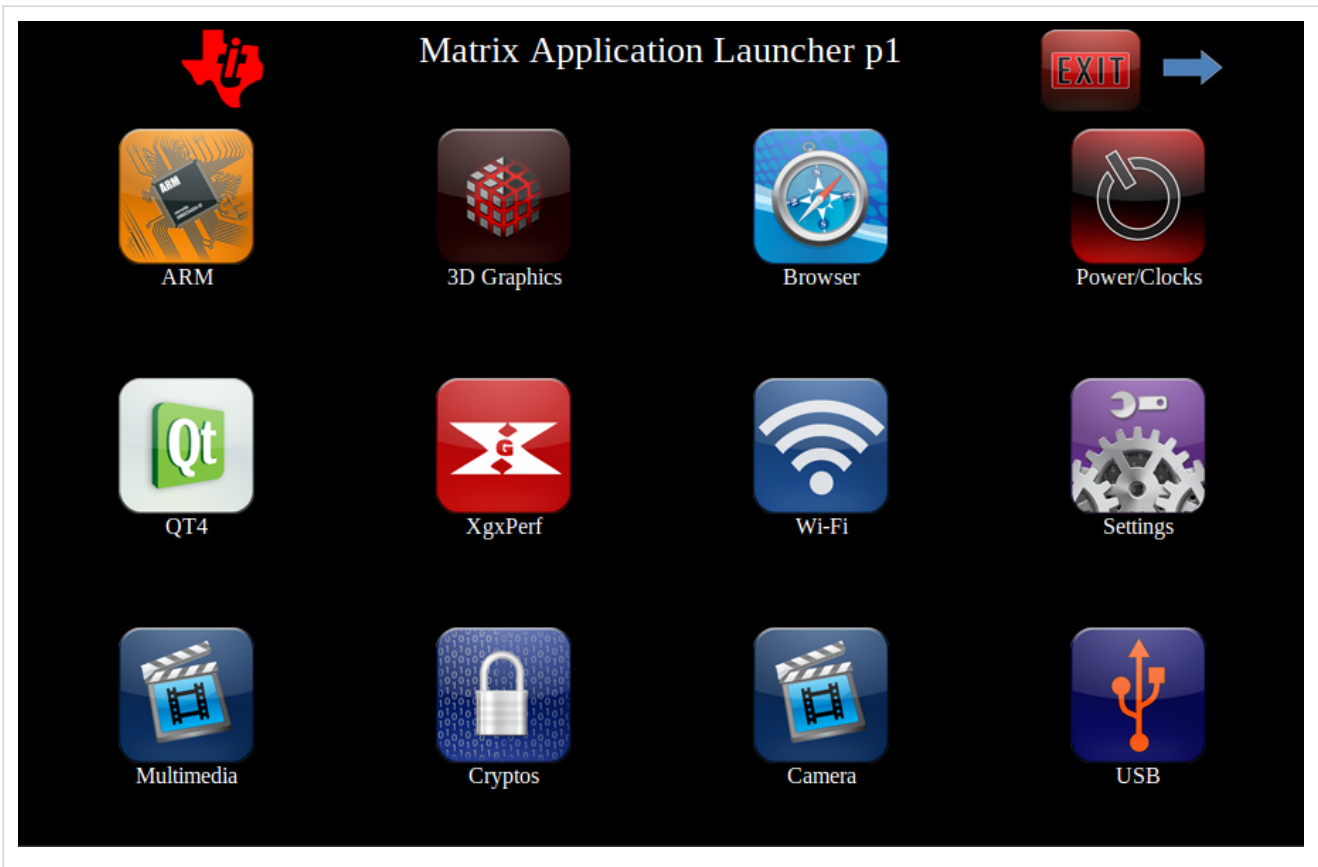 Matrix Application Launcher p1
EXIT
ARM
ARM
3D Graphics
Browser
Power/Clocks
Qt
G
QT4
XgxPerf
Wi-Fi
Settings
Multimedia
Cryptos
Camera
USB